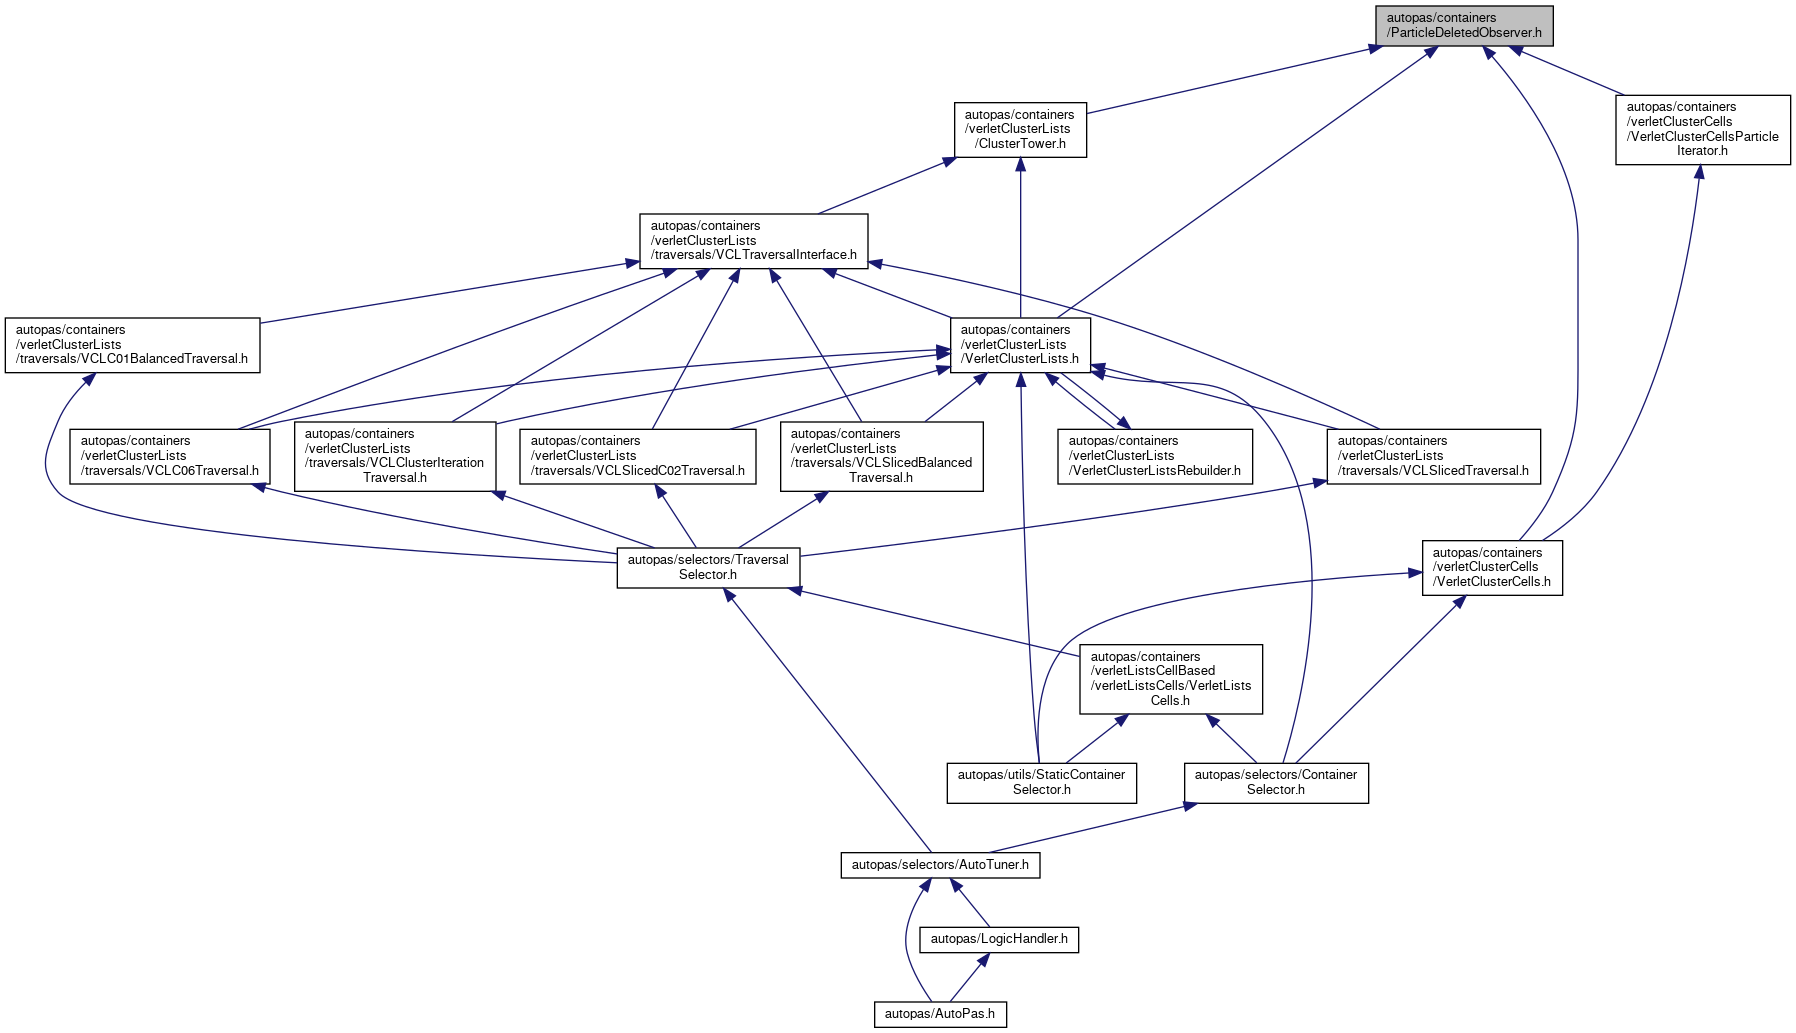 autopas/containers
/ParticleDeletedObserver.h
autopas/containers
/verletClusterLists
/ClusterTower.h
autopas/containers
/verletClusterCells
/VerletClusterCellsParticle
Iterator.h
autopas/containers
/verletClusterLists
/traversals/VCLTraversalInterface.h
autopas/containers
/verletClusterLists
/traversals/VCLC01BalancedTraversal.h
autopas/containers
/verletClusterLists
/VerletClusterLists.h
autopas/containers
/verletClusterLists
/traversals/VCLC06Traversal.h
autopas/containers
/verletClusterLists
/traversals/VCLClusterIteration
Traversal.h
autopas/containers
/verletClusterLists
/traversals/VCLSlicedC02Traversal.h
autopas/containers
/verletClusterLists
/traversals/VCLSlicedBalanced
Traversal.h
autopas/containers
/verletClusterLists
/VerletClusterListsRebuilder.h
autopas/containers
/verletClusterLists
/traversals/VCLSlicedTraversal.h
autopas/selectors/Traversal
Selector.h
autopas/containers
/verletClusterCells
/VerletClusterCells.h
autopas/containers
/verletListsCellBased
/verletListsCells/VerletLists
Cells.h
autopas/utils/StaticContainer
Selector.h
autopas/selectors/Container
Selector.h
autopas/selectors/AutoTuner.h
autopas/LogicHandler.h
autopas/AutoPas.h